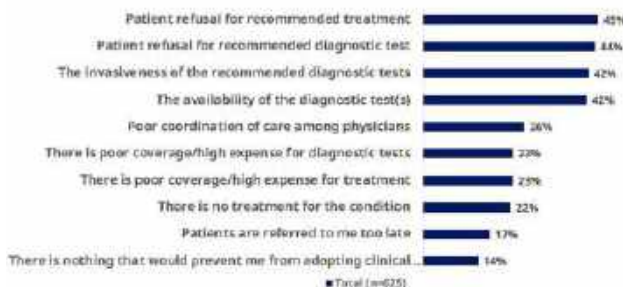 Patient refusal for recommended treatment 45%
Patient refusal for recommended diagnostic test 44%
The invasiveness of the recommended diagnostic tests 42%
The availability of the diagnostic test(s) 42%
Poor coordination of care among physicians 26%
There is poor coverage/high expense for diagnostic tests 23%
There is poor coverage/high expense for treatment 23%
There is no treatment for the condition 22%
Patients are referred to me too late 17%
There is nothing that would prevent me from adopting clinical... 14%
Total (n=625)